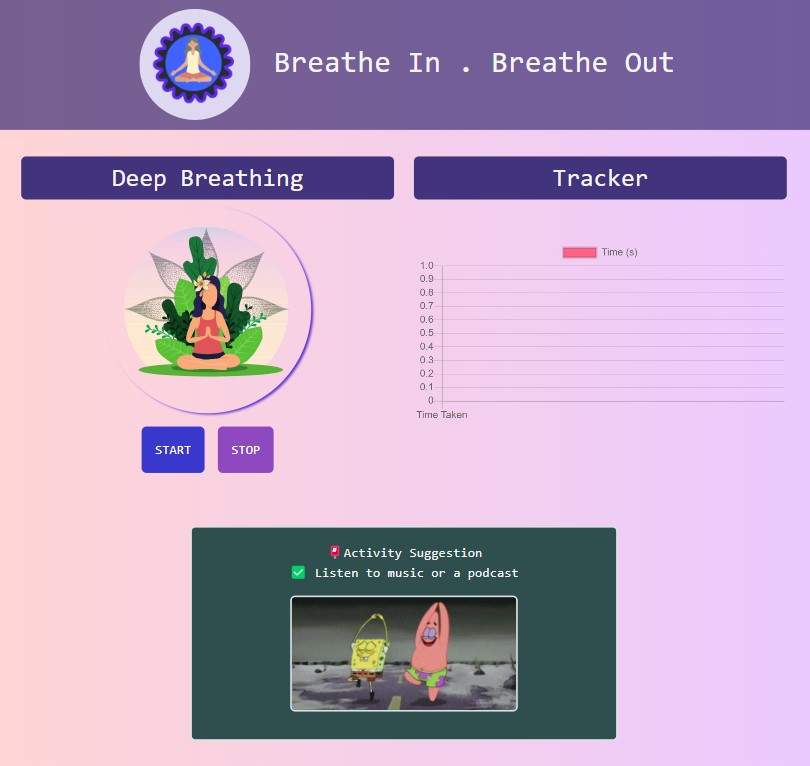 Breathe In . Breathe Out
Deep Breathing
START
STOP
Tracker
Time (s)
1.0
0.9
0.8
0.7
0.6
0.5
0.4
0.3
0.2
0.1
0
Time Taken
Activity Suggestion
Listen to music or a podcast